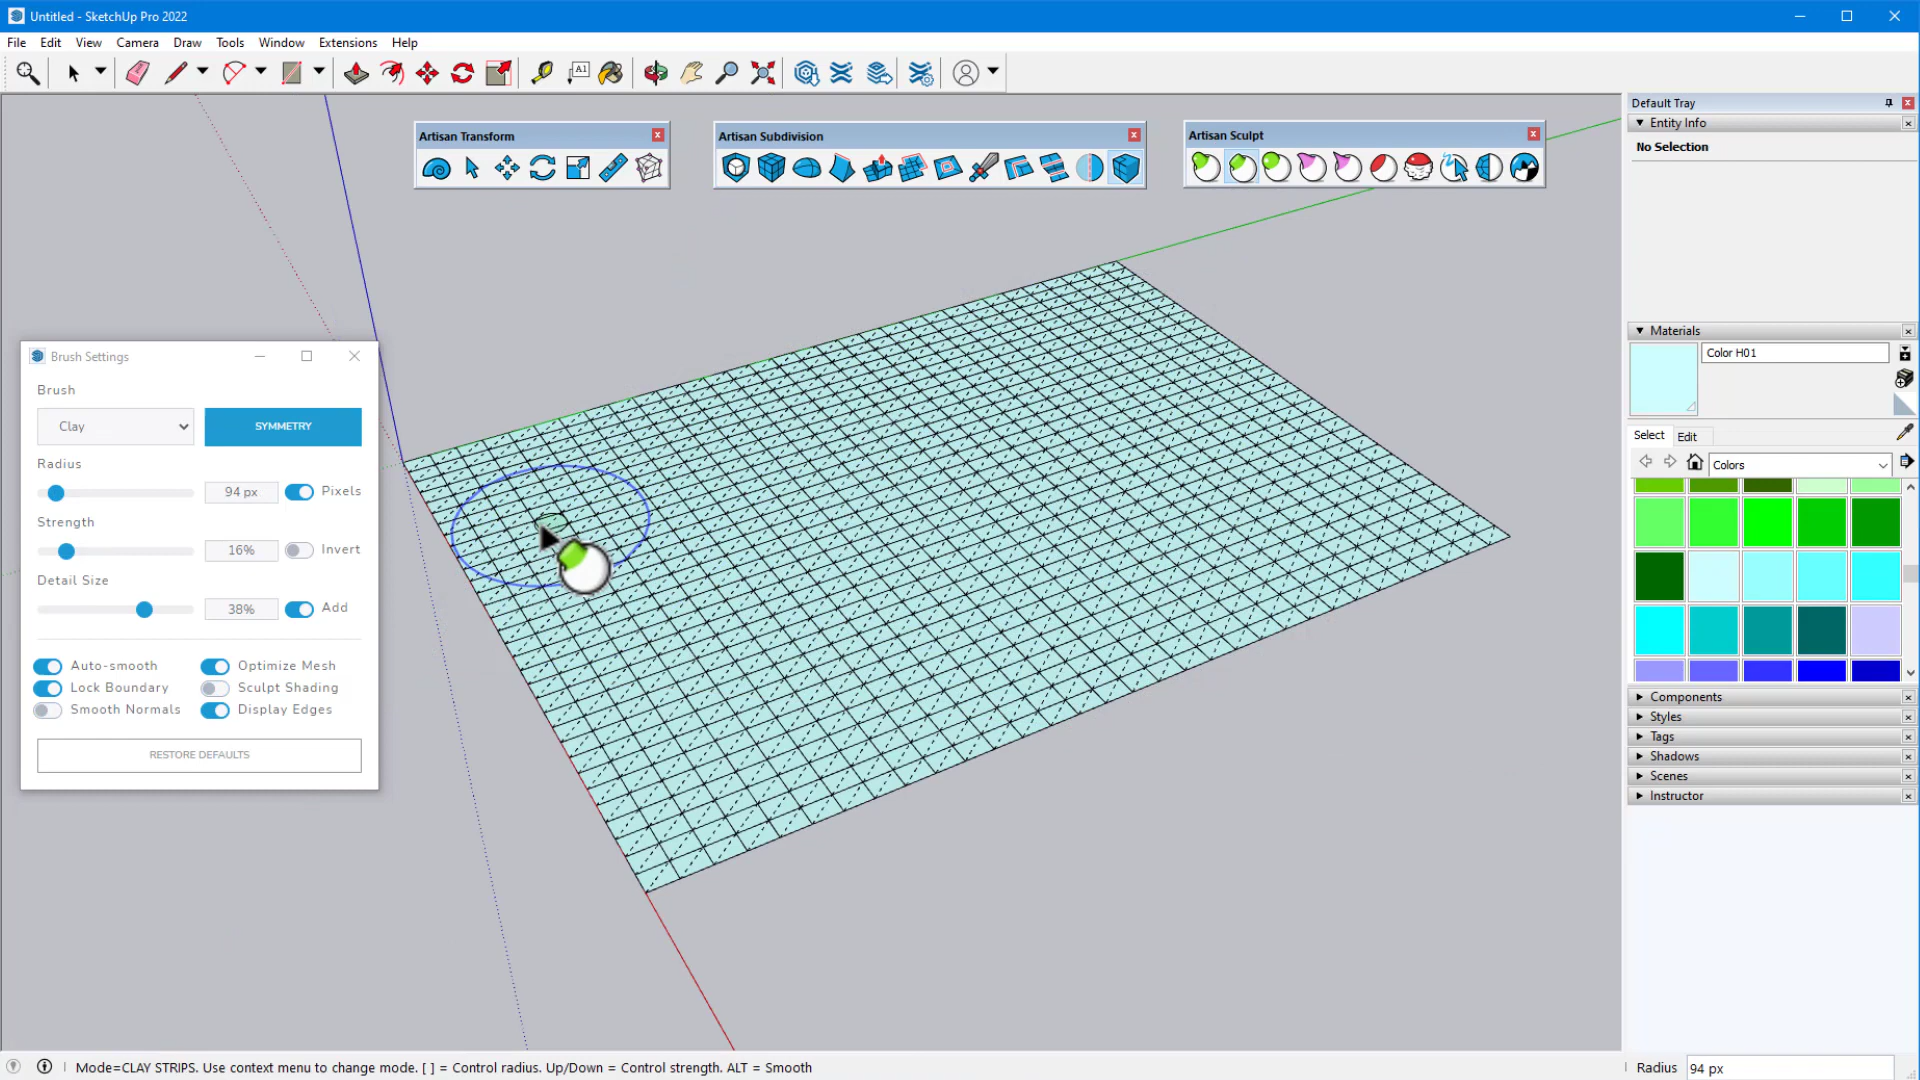 Untitled - SketchUp Pro 2022
File Edit View Camera Draw Tools Window Extensions Help
A1
Artisan Transform
Artisan Subdivision
Artisan Sculpt
Default Tray
Entity Info
No Selection
Materials
Color H01
Select Edit
Colors
Components
Styles
Tags
Shadows
Scenes
Instructor
Brush Settings
Brush
Clay SYMMETRY
Radius
94 px Pixels
Strength
16% Invert
Detail Size
38% Add
Auto-smooth Optimize Mesh
Lock Boundary Sculpt Shading
Smooth Normals Display Edges
RESTORE DEFAULTS
Mode=CLAY STRIPS. Use context menu to change mode. [ ] = Control radius. Up/Down = Control strength. ALT = Smooth
Radius 94 px